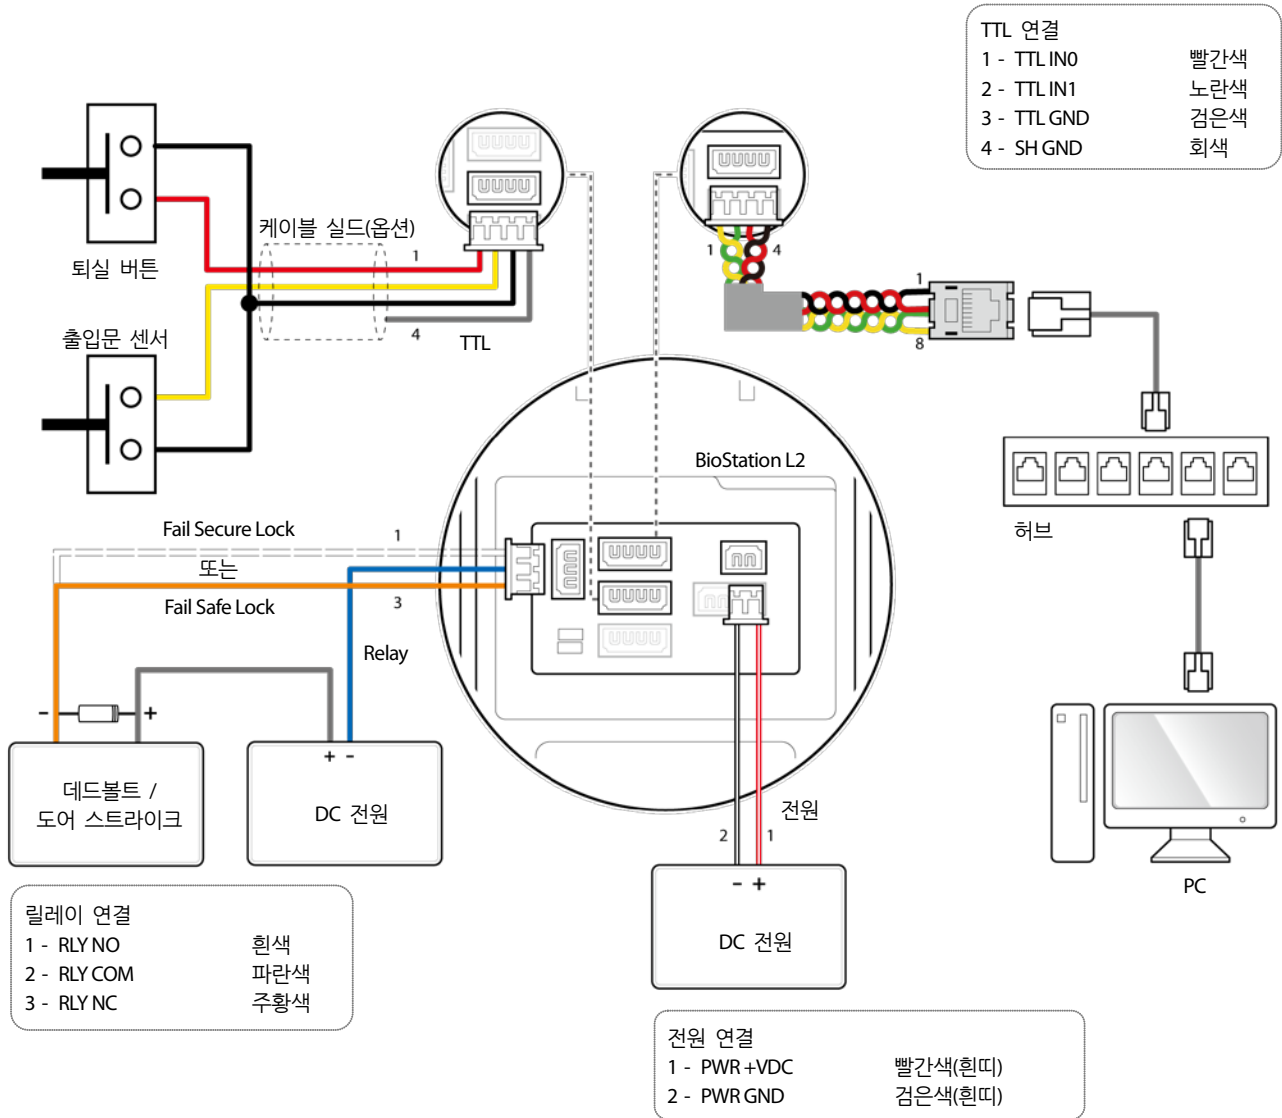 TTL 연결
1 - TTL IN0 빨간색
2 - TTL IN1 노란색
3 - TTL GND 검은색
4 - SH GND 회색
케이블 실드(옵션)
1
4
TTL
퇴실 버튼
출입문 센서
1
4
1
8
BioStation L2
허브
Fail Secure Lock
1
또는
Fail Safe Lock
3
Relay
- +
+ -
데드볼트 /
도어 스트라이크
DC 전원
전원
2
1
- +
DC 전원
PC
릴레이 연결
1 - RLY NO 흰색
2 - RLY COM 파란색
3 - RLY NC 주황색
전원 연결
1 - PWR +VDC 빨간색(흰띠)
2 - PWR GND 검은색(흰띠)